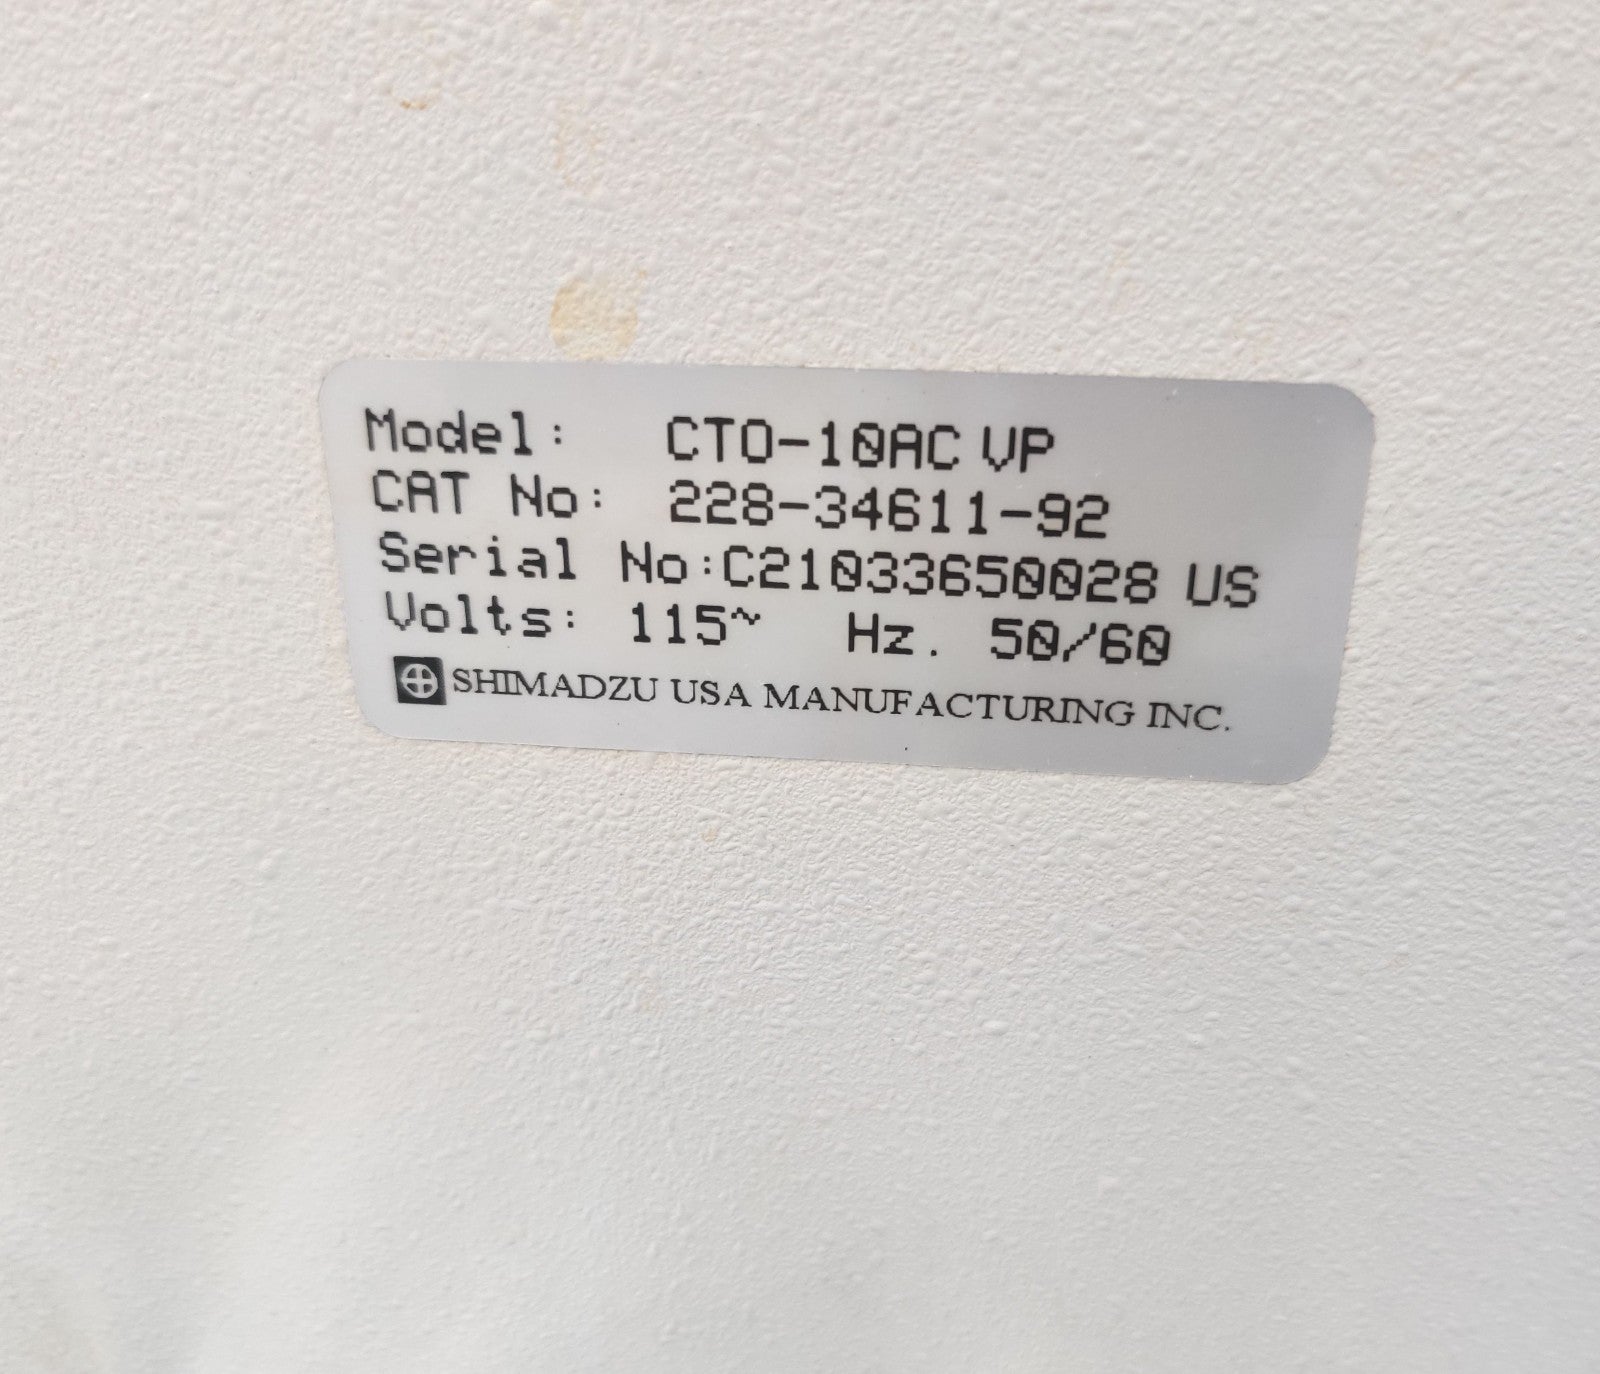 Model: CTO-10AC VP
CAT No: 228-34611-92
Serial No:C21033650028 US
Volts: 115~ Hz. 50/60
SHIMADZU USA MANUFACTURING INC.